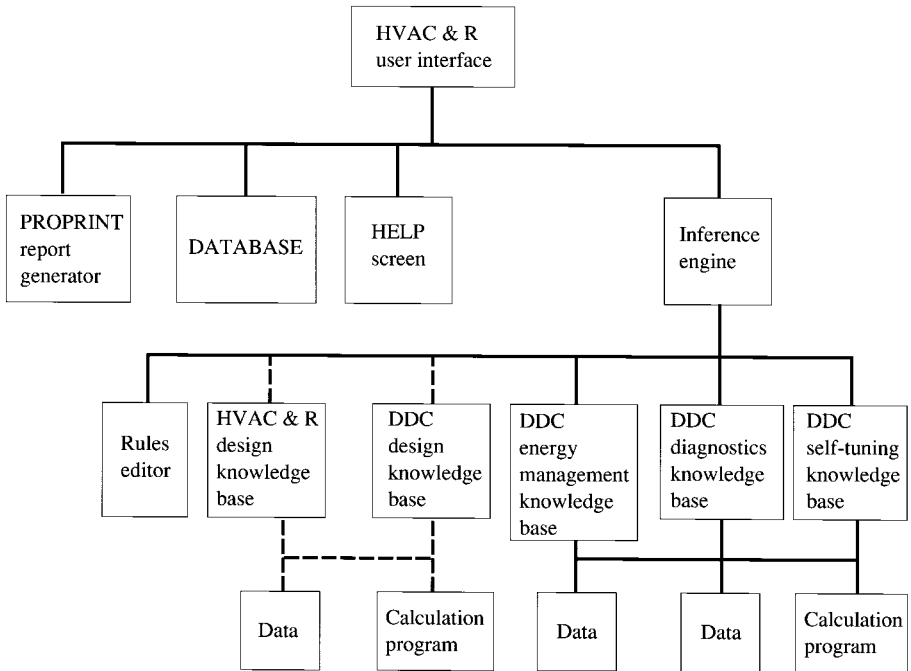 HVAC & R
user interface
PROPRINT
report
generator
DATABASE
HELP
screen
Inference
engine
Rules
editor
HVAC & R
design
knowledge
base
DDC
design
knowledge
base
DDC
energy
management
knowledge
base
DDC
diagnostics
knowledge
base
DDC
self-tuning
knowledge
base
Data
Calculation
program
Data
Data
Calculation
program